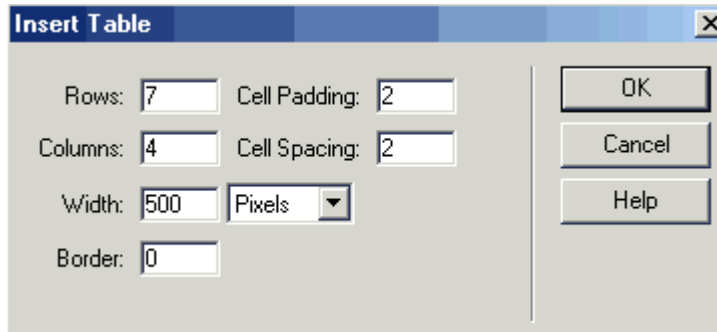 Insert Table
Rows: 7 Cell Padding: 2 OK
Columns: 4 Cell Spacing: 2 Cancel
Width: 500 Pixels Help
Border: 0